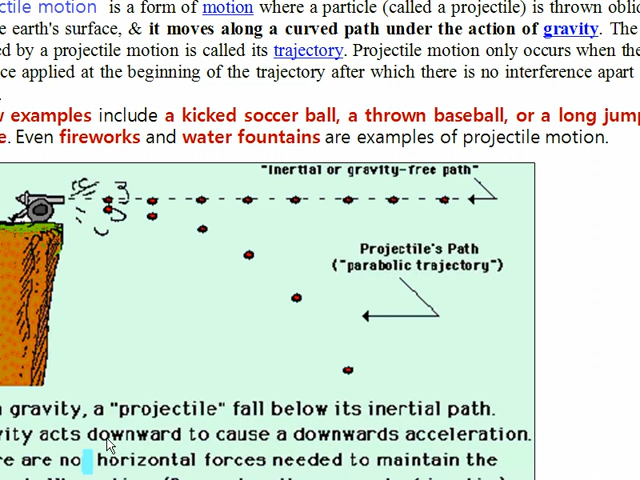 ctile motion is a form of motion where a particle (called a projectile) is thrown obli
e earth's surface, & it moves along a curved path under the action of gravity. The
ed by a projectile motion is called its trajectory. Projectile motion only occurs when the
ce applied at the beginning of the trajectory after which there is no interference apart
.
w examples include a kicked soccer ball, a thrown baseball, or a long jump
e. Even fireworks and water fountains are examples of projectile motion.
"Inertial or gravity-free path"
Projectile's Path
("parabolic trajectory")
gravity, a "projectile" fall below its inertial path.
vity acts downward to cause a downwards acceleration.
re are no horizontal forces needed to maintain the